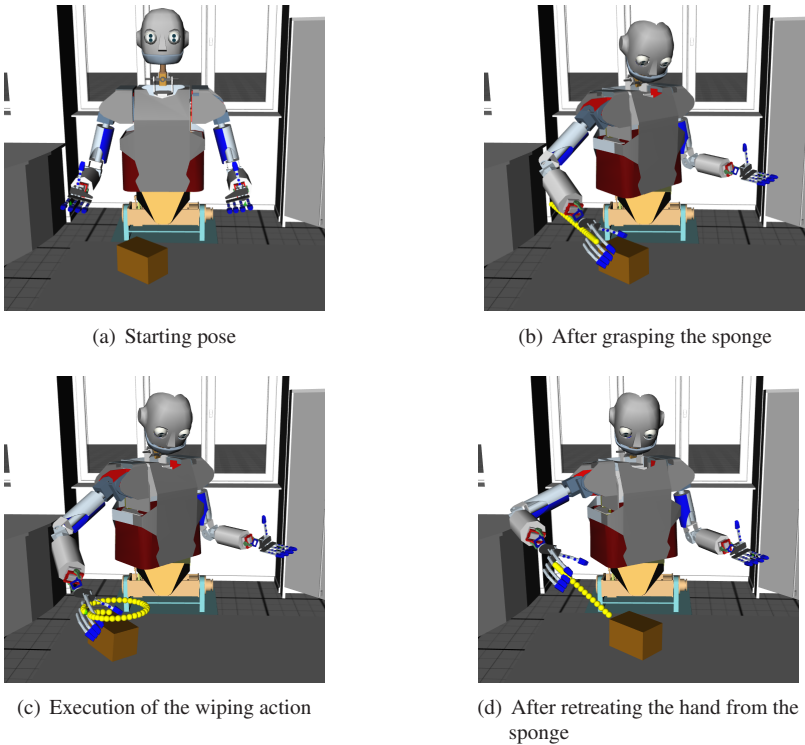 (a) Starting pose
(b) After grasping the sponge
(c) Execution of the wiping action
(d) After retreating the hand from the
sponge